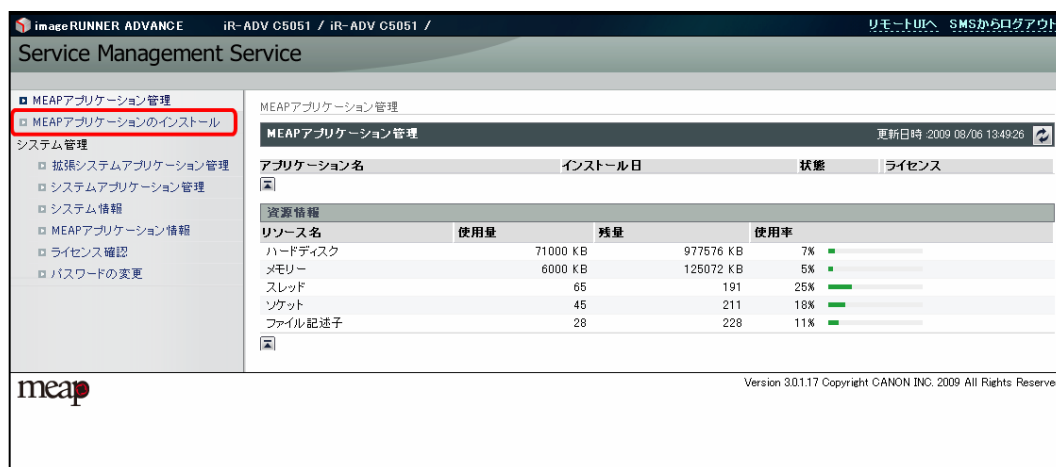 imageRUNNER ADVANCE iR-ADV C5051 / iR-ADV C5051 / リモートUIへ SMSからログアウト
Service Management Service
MEAPアプリケーション管理
MEAPアプリケーションのインストール
システム管理
拡張システムアプリケーション管理
システムアプリケーション管理
システム情報
MEAPアプリケーション情報
ライセンス確認
パスワードの変更
MEAPアプリケーション管理
MEAPアプリケーション管理 更新日時 :2009 08/06 13:49:26
アプリケーション名 インストール日 状態 ライセンス
資源情報
リソース名 使用量 残量 使用率
ハードディスク 71000 KB 977576 KB 7%
メモリー 6000 KB 125072 KB 5%
スレッド 65 191 25%
ソケット 45 211 18%
ファイル記述子 28 228 11%
meap
Version 3.0.1.17 Copyright CANON INC. 2009 All Rights Reserve